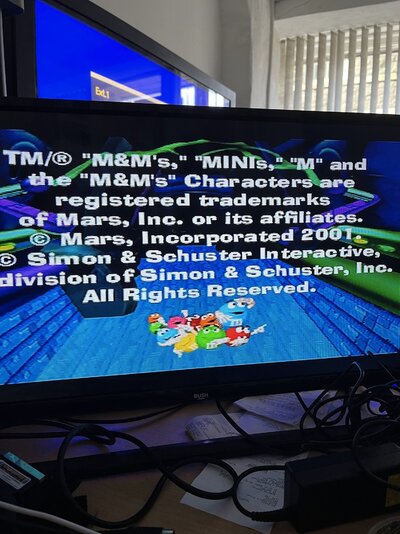 Ext.1
TM/® "M&M's," "MINIs," "M" and
the "M&M's" Characters are
registered trademarks
of Mars, Inc. or its affiliates.
© Mars, Incorporated 2001.
© Simon & Schuster Interactive,
division of Simon & Schuster, Inc.
All Rights Reserved.
BUSH